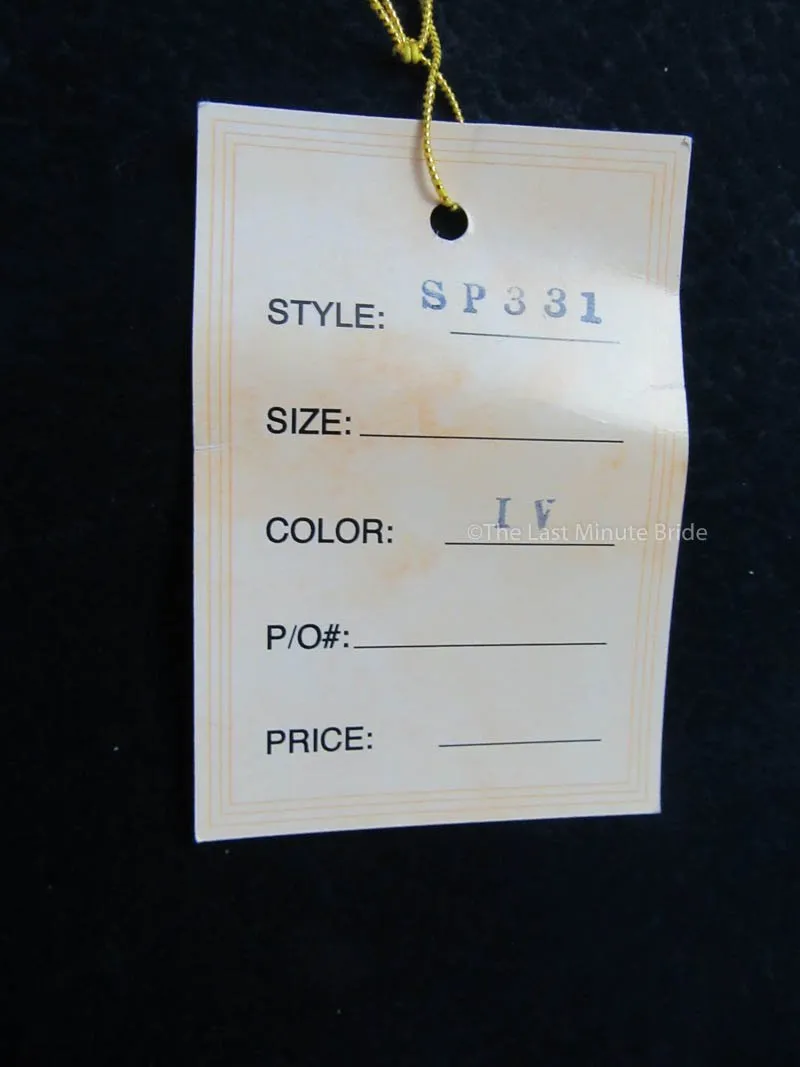 STYLE: SP331
SIZE:
COLOR: IV
©The Last Minute Bride
P/O#:
PRICE: